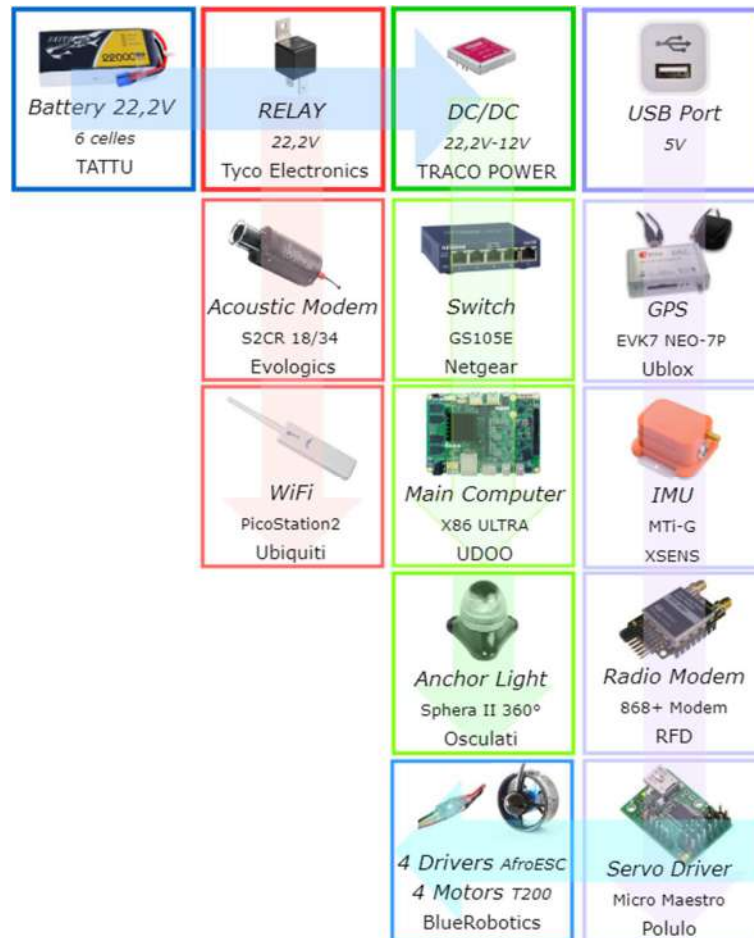 22000
Battery 22,2V
6 celles
TATTU
RELAY
22,2V
Tyco Electronics
DC/DC
22,2V-12V
TRACO POWER
USB Port
5V
Acoustic Modem
S2CR 18/34
Evologics
Switch
GS105E
Netgear
GPS
EVK7 NEO-7P
Ublox
WiFi
PicoStation2
Ubiquiti
Main Computer
X86 ULTRA
UDOO
IMU
MTi-G
XSENS
Anchor Light
Sphera II 360°
Osculati
Radio Modem
868+ Modem
RFD
4 Drivers AfroESC
4 Motors T200
BlueRobotics
Servo Driver
Micro Maestro
Polulo